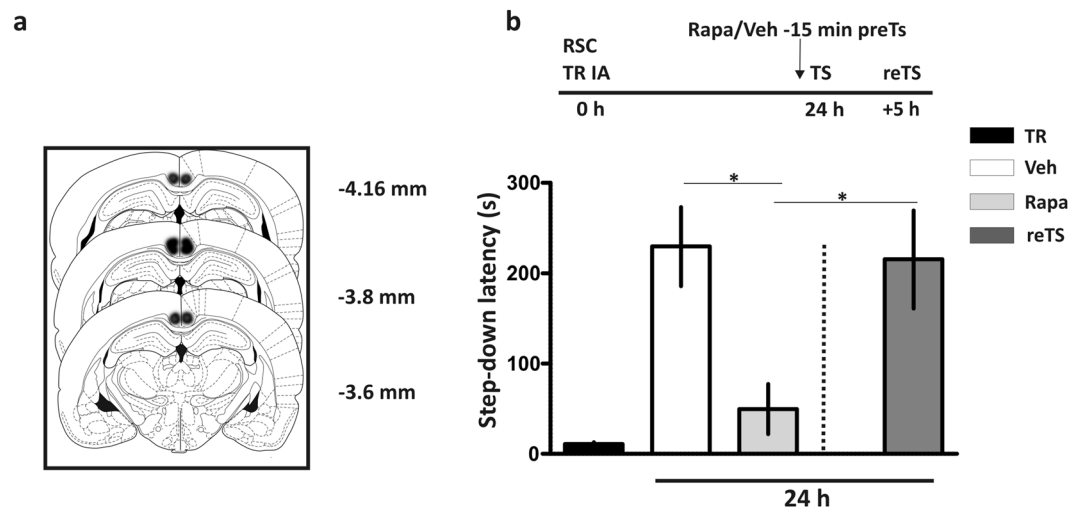 a
-4.16 mm
-3.8 mm
-3.6 mm
b
Rapa/Veh -15 min preTs
RSC
TR IA
TS
reTS
0 h
24 h
+5 h
TR
Veh
Rapa
reTS
Step-down latency (s)
300
200
100
0
*
*
24 h